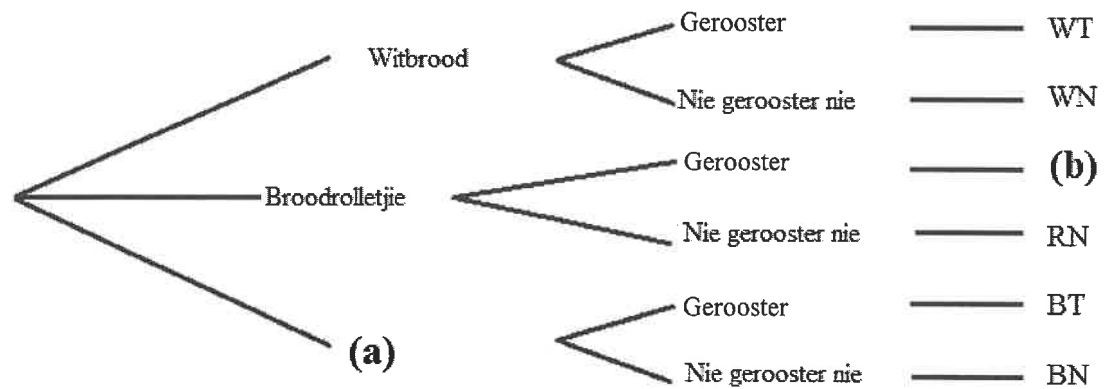 Gerooster WT
Witbrood
Nie gerooster nie WN
Gerooster (b)
Broodrolletjie
Nie gerooster nie RN
Gerooster BT
(a)
Nie gerooster nie BN